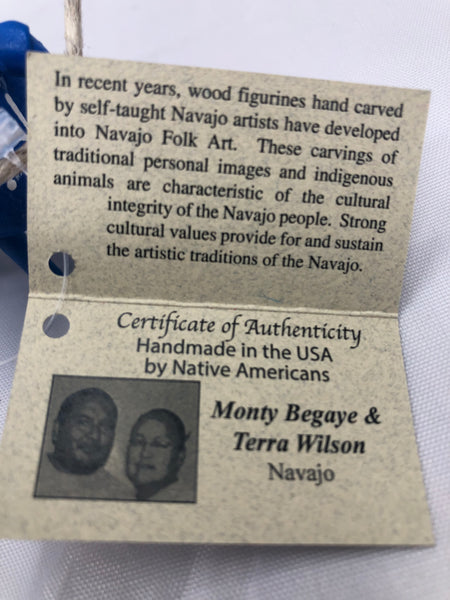 In recent years, wood figurines hand carved
by self-taught Navajo artists have developed
into Navajo Folk Art. These carvings of
traditional personal images and indigenous
animals are characteristic of the cultural
integrity of the Navajo people. Strong
cultural values provide for and sustain
the artistic traditions of the Navajo.
Certificate of Authenticity
Handmade in the USA
by Native Americans
Monty Begaye &
Terra Wilson
Navajo